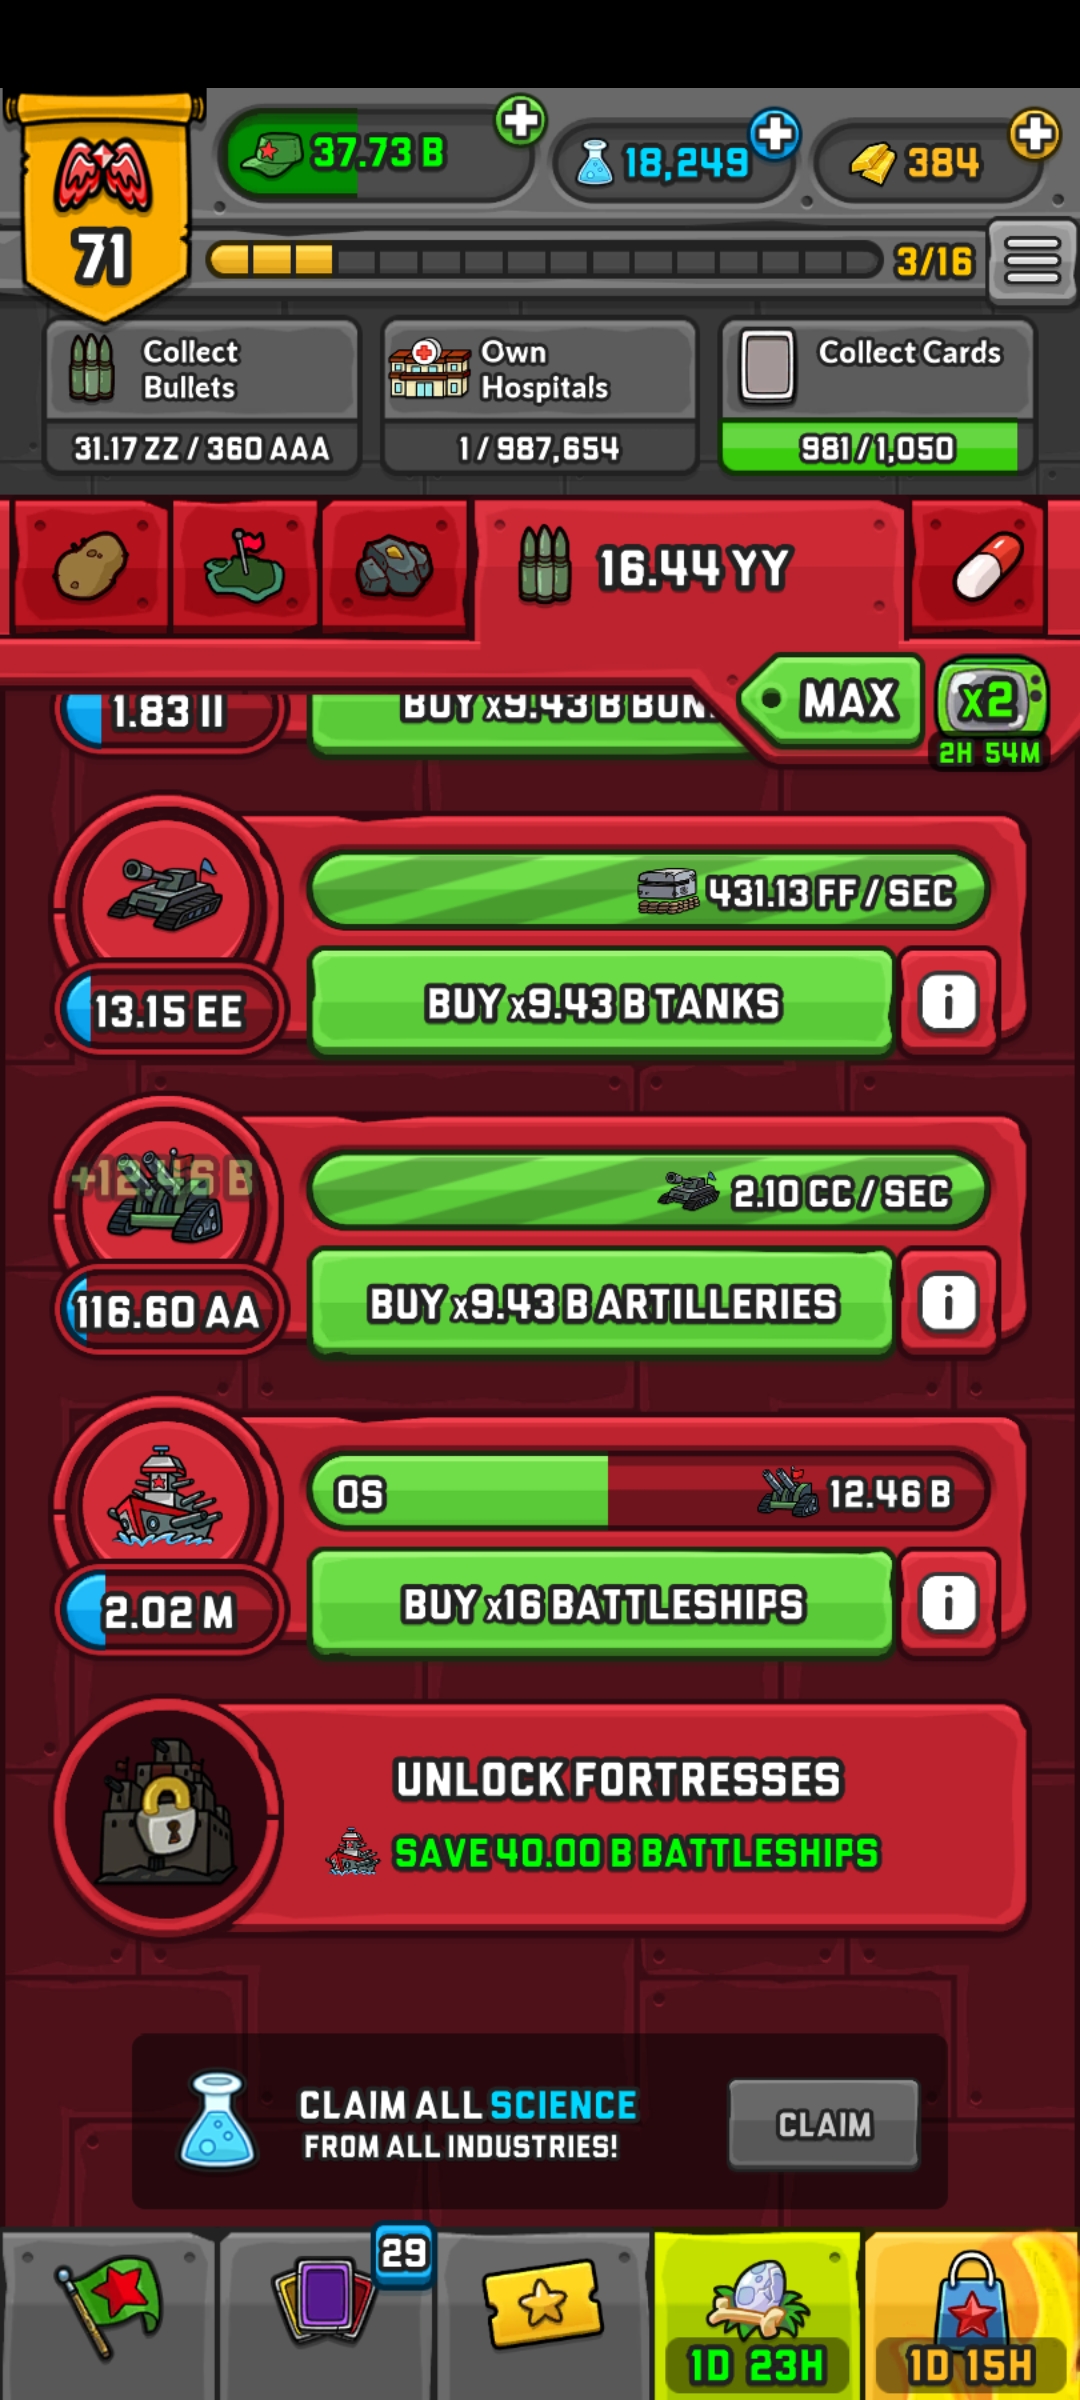 37.73 B
18,249
384
71
3/16
Collect
Bullets
31.17 ZZ / 360 AAA
Own
Hospitals
1 / 987,654
Collect Cards
981 / 1,050
16.44 YY
MAX
x2
2H 54M
1.83 II
BUY x9.43 B
431.13 FF / SEC
13.15 EE
BUY x9.43 B TANKS
+12.46 B
2.10 CC / SEC
116.60 AA
BUY x9.43 B ARTILLERIES
0S
12.46 B
2.02 M
BUY x16 BATTLESHIPS
UNLOCK FORTRESSES
SAVE 40.00 B BATTLESHIPS
CLAIM ALL SCIENCE
FROM ALL INDUSTRIES!
CLAIM
29
1D 23H
1D 15H